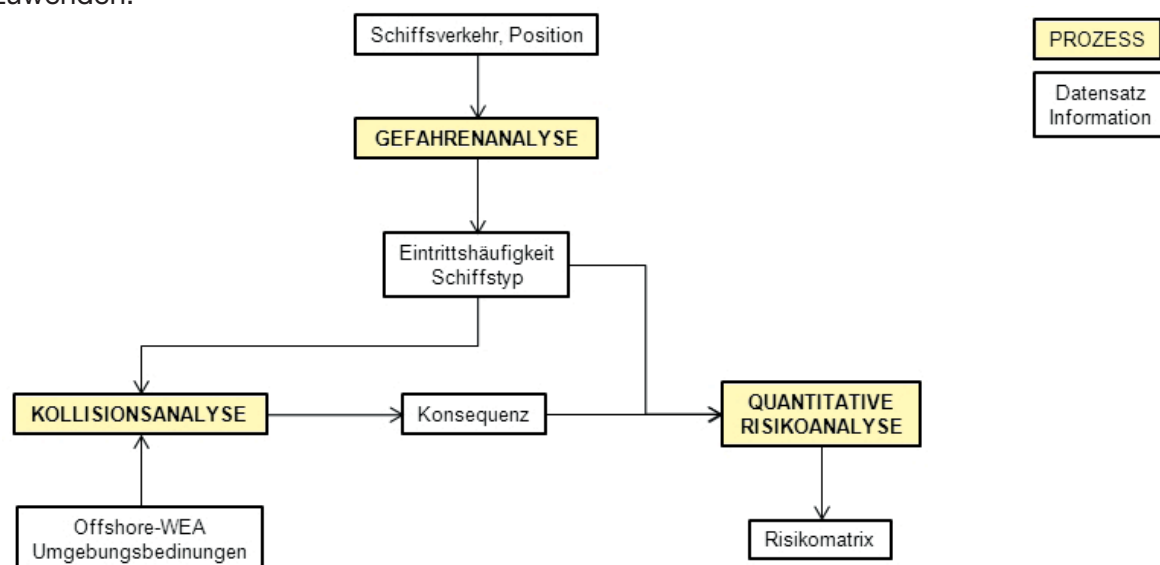 zuwenden.
Schiffsverkehr, Position
PROZESS
Datensatz
Information
GEFAHRENANALYSE
Eintrittshäufigkeit
Schiffstyp
KOLLISIONSANALYSE
Konsequenz
QUANTITATIVE
RISIKOANALYSE
Offshore-WEA
Umgebungsbedinungen
Risikomatrix